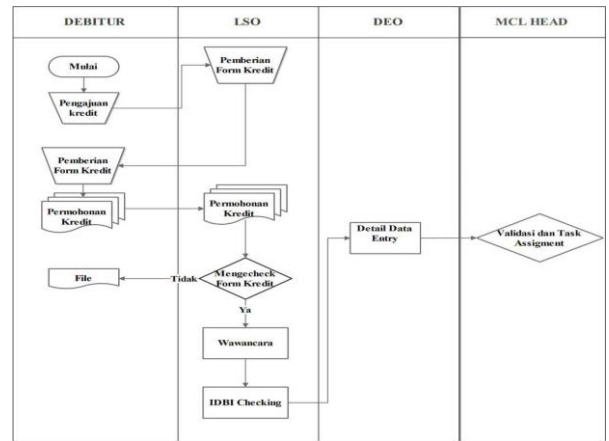 DEBITUR
LSO
DEO
MCL HEAD
Mulai
Pemberian
Form Kredit
Pengajuan
kredit
Pemberian
Form Kredit
Permohonan
Kredit
Permohonan
Kredit
Detail Data
Entry
Validasi dan Task
Assigment
File
Tidak
Mengecheck
Form Kredit
Ya
Wawancara
IDBI Checking